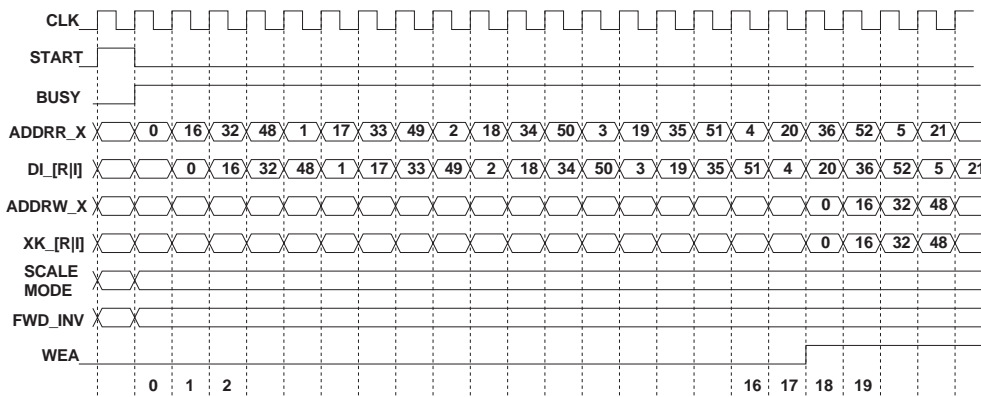 CLK
START
BUSY
ADDRR_X 0 16 32 48 1 17 33 49 2 18 34 50 3 19 35 51 4 20 36 52 5 21
DI_[R|I] 0 16 32 48 1 17 33 49 2 18 34 50 3 19 35 51 4 20 36 52 5 21
ADDRW_X 0 16 32 48
XK_[R|I] 0 16 32 48
SCALE
MODE
FWD_INV
WEA
0 1 2 16 17 18 19